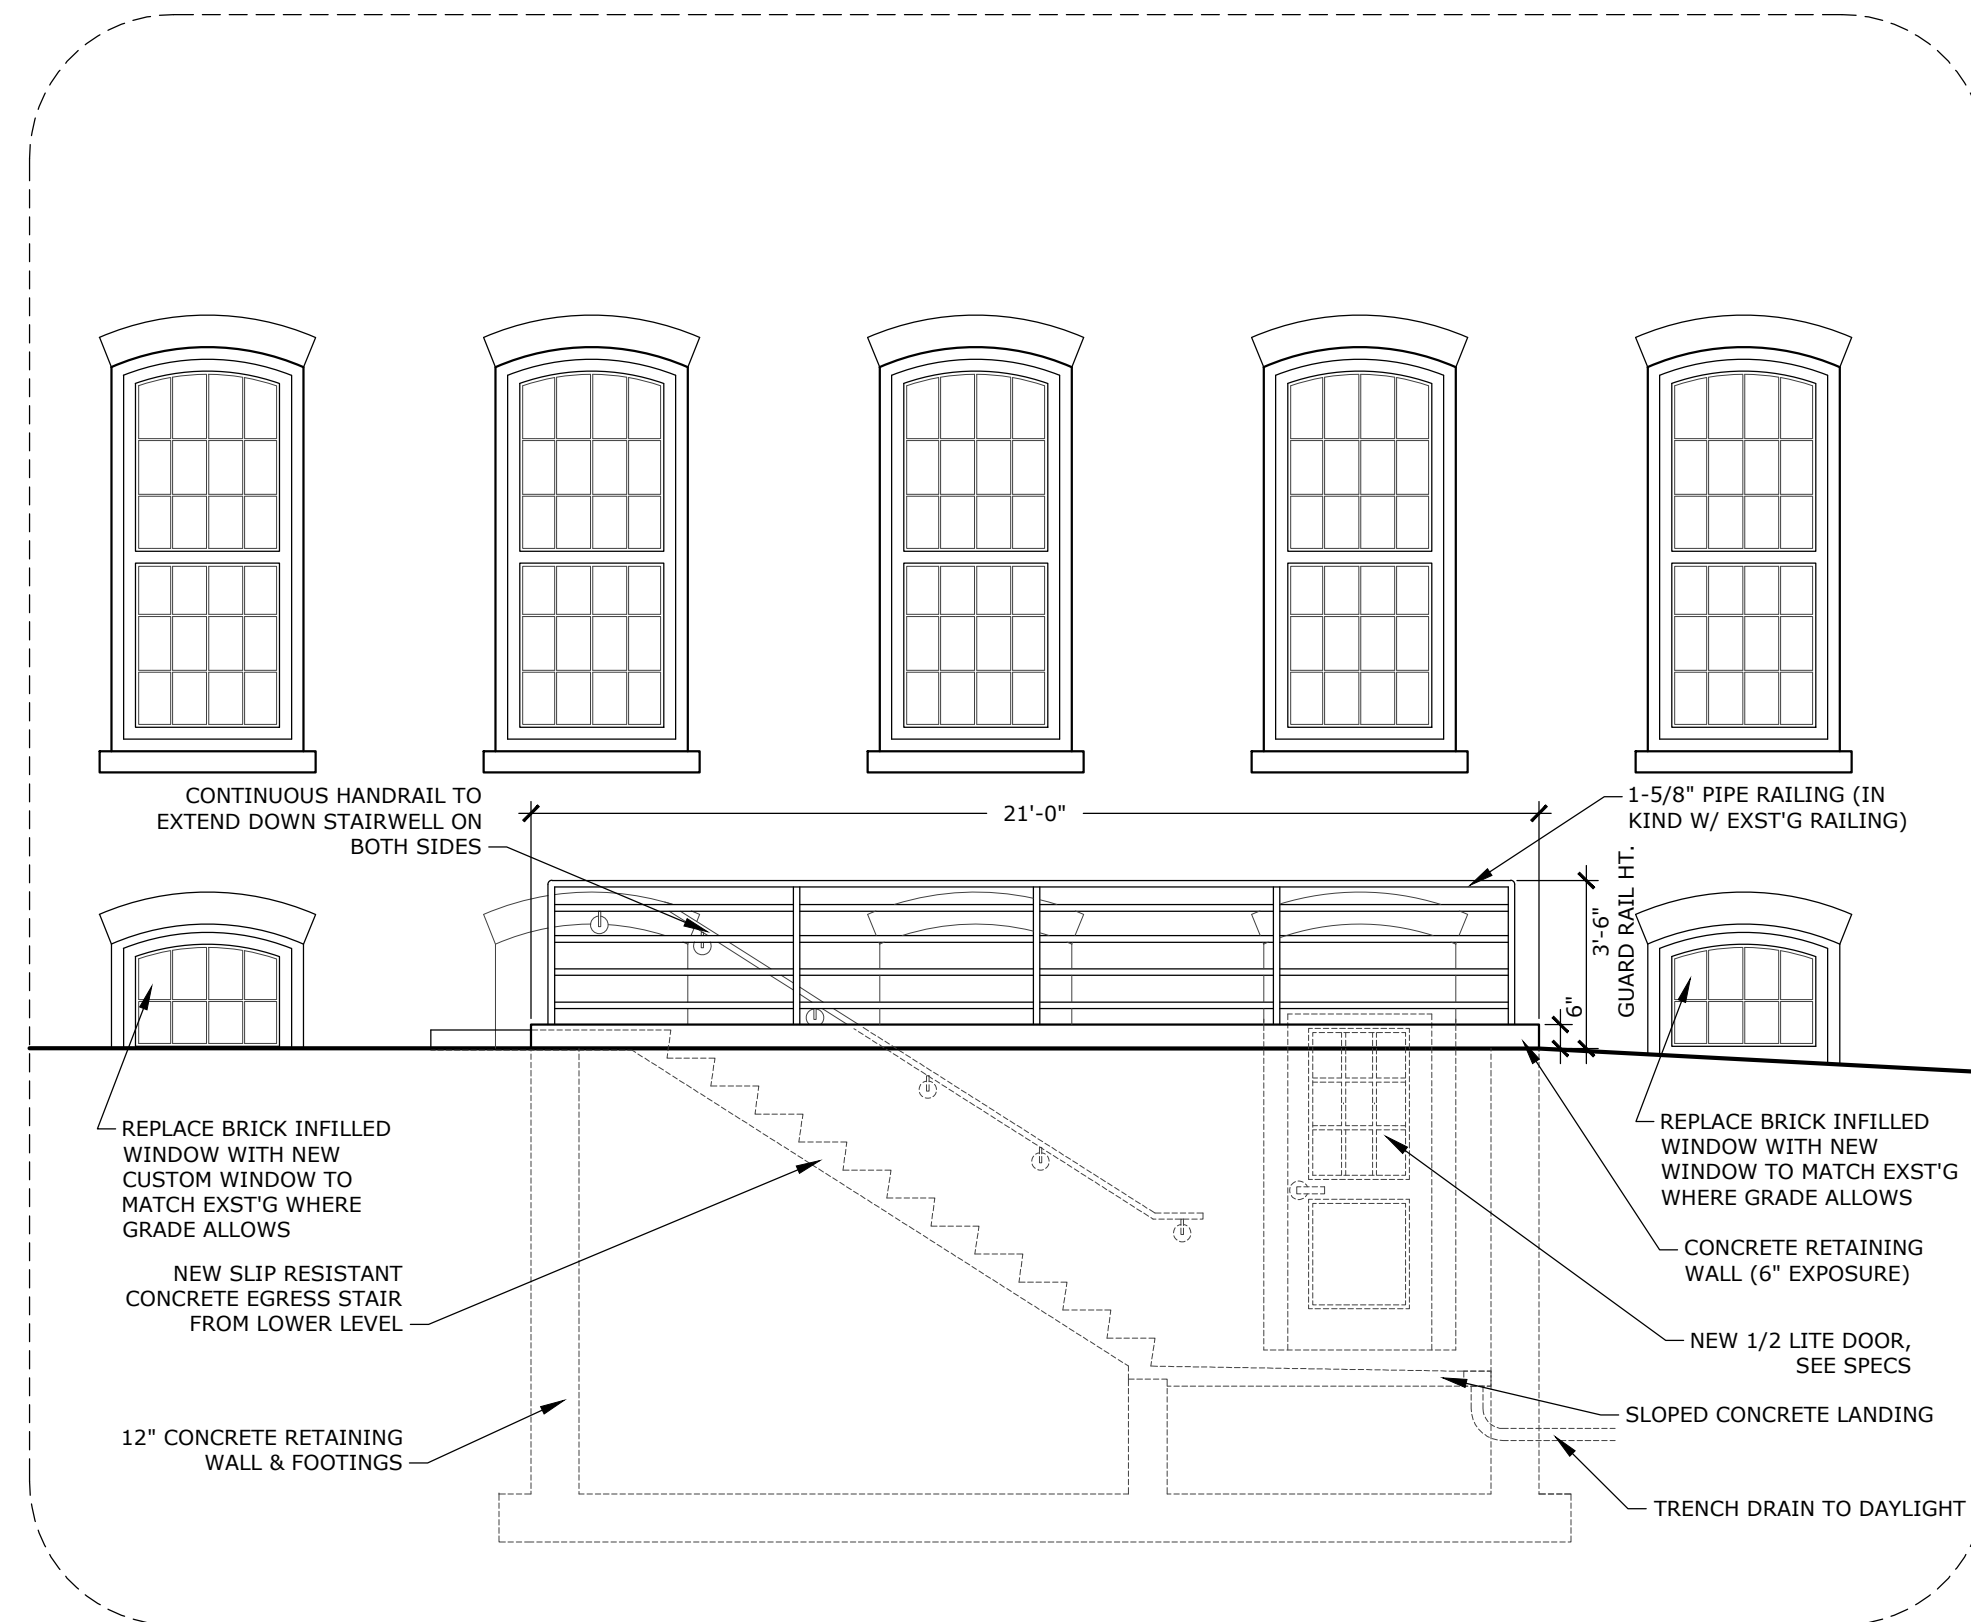 CONTINUOUS HANDRAIL TO
EXTEND DOWN STAIRWELL ON
BOTH SIDES
21'-0"
1-5/8" PIPE RAILING (IN
KIND W/ EXST'G RAILING)
3'-6"
GUARD RAIL HT.
6"
REPLACE BRICK INFILLED
WINDOW WITH NEW
CUSTOM WINDOW TO
MATCH EXST'G WHERE
GRADE ALLOWS
NEW SLIP RESISTANT
CONCRETE EGRESS STAIR
FROM LOWER LEVEL
12" CONCRETE RETAINING
WALL & FOOTINGS
REPLACE BRICK INFILLED
WINDOW WITH NEW
WINDOW TO MATCH EXST'G
WHERE GRADE ALLOWS
CONCRETE RETAINING
WALL (6" EXPOSURE)
NEW 1/2 LITE DOOR,
SEE SPECS
SLOPED CONCRETE LANDING
TRENCH DRAIN TO DAYLIGHT